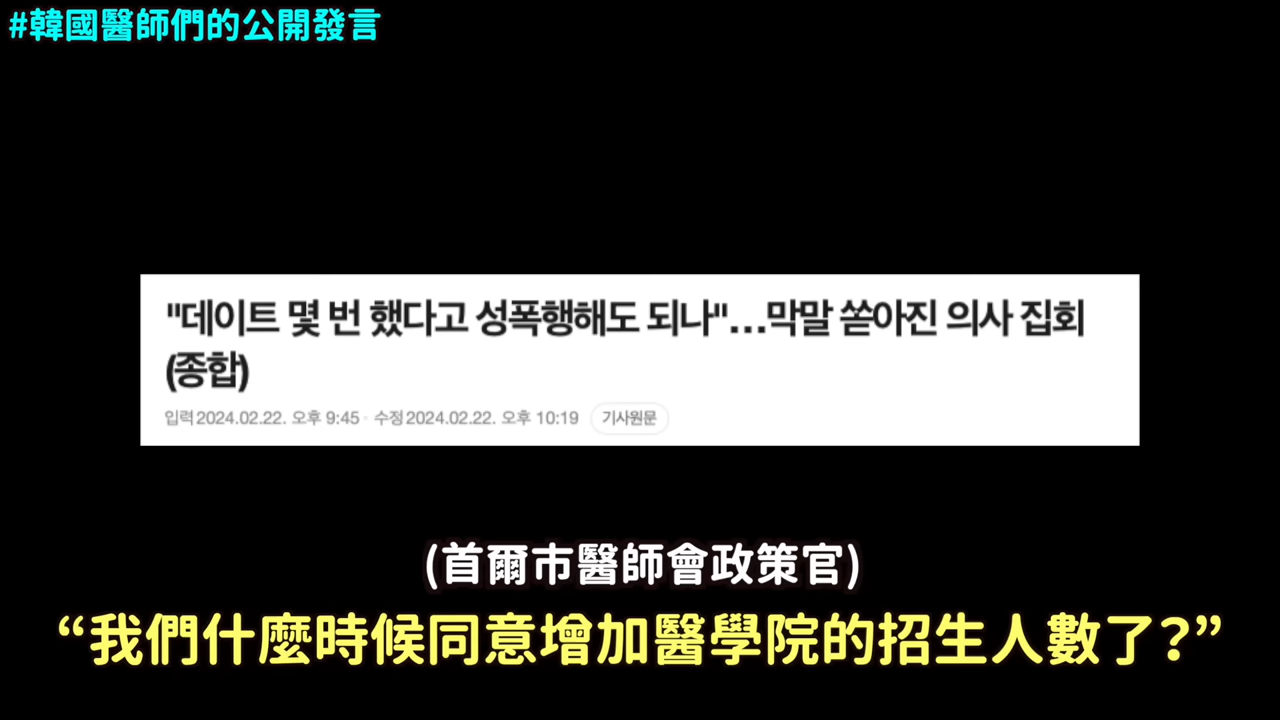 #韓國醫師們的公開發言
"데이트 몇 번 했다고 성폭행해도 되나"…막말 쏟아진 의사 집회
(종합)
입력 2024.02.22. 오후 9:45 · 수정 2024.02.22. 오후 10:19 기사원문
(首爾市醫師會政策官)
“我們什麼時候同意增加醫學院的招生人數了?”